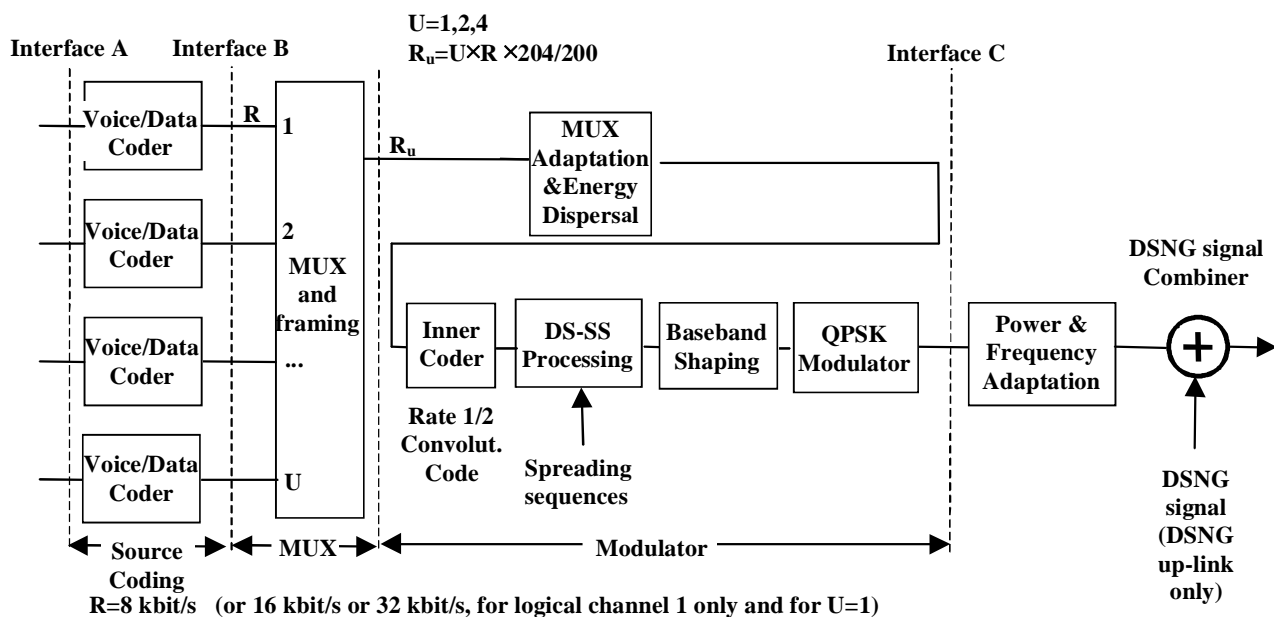 U=1,2,4
R_u=U×R ×204/200
Interface A
Interface B
Interface C
Voice/Data
Coder
R
1
R_u
MUX
Adaptation
&Energy
Dispersal
Voice/Data
Coder
2
MUX
and
framing
DSNG signal
Combiner
Voice/Data
Coder
...
Inner
Coder
DS-SS
Processing
Baseband
Shaping
QPSK
Modulator
Power &
Frequency
Adaptation
+
Rate 1/2
Convolut.
Code
Spreading
sequences
Voice/Data
Coder
U
DSNG
signal
(DSNG
up-link
only)
Source
Coding
MUX
Modulator
R=8 kbit/s (or 16 kbit/s or 32 kbit/s, for logical channel 1 only and for U=1)